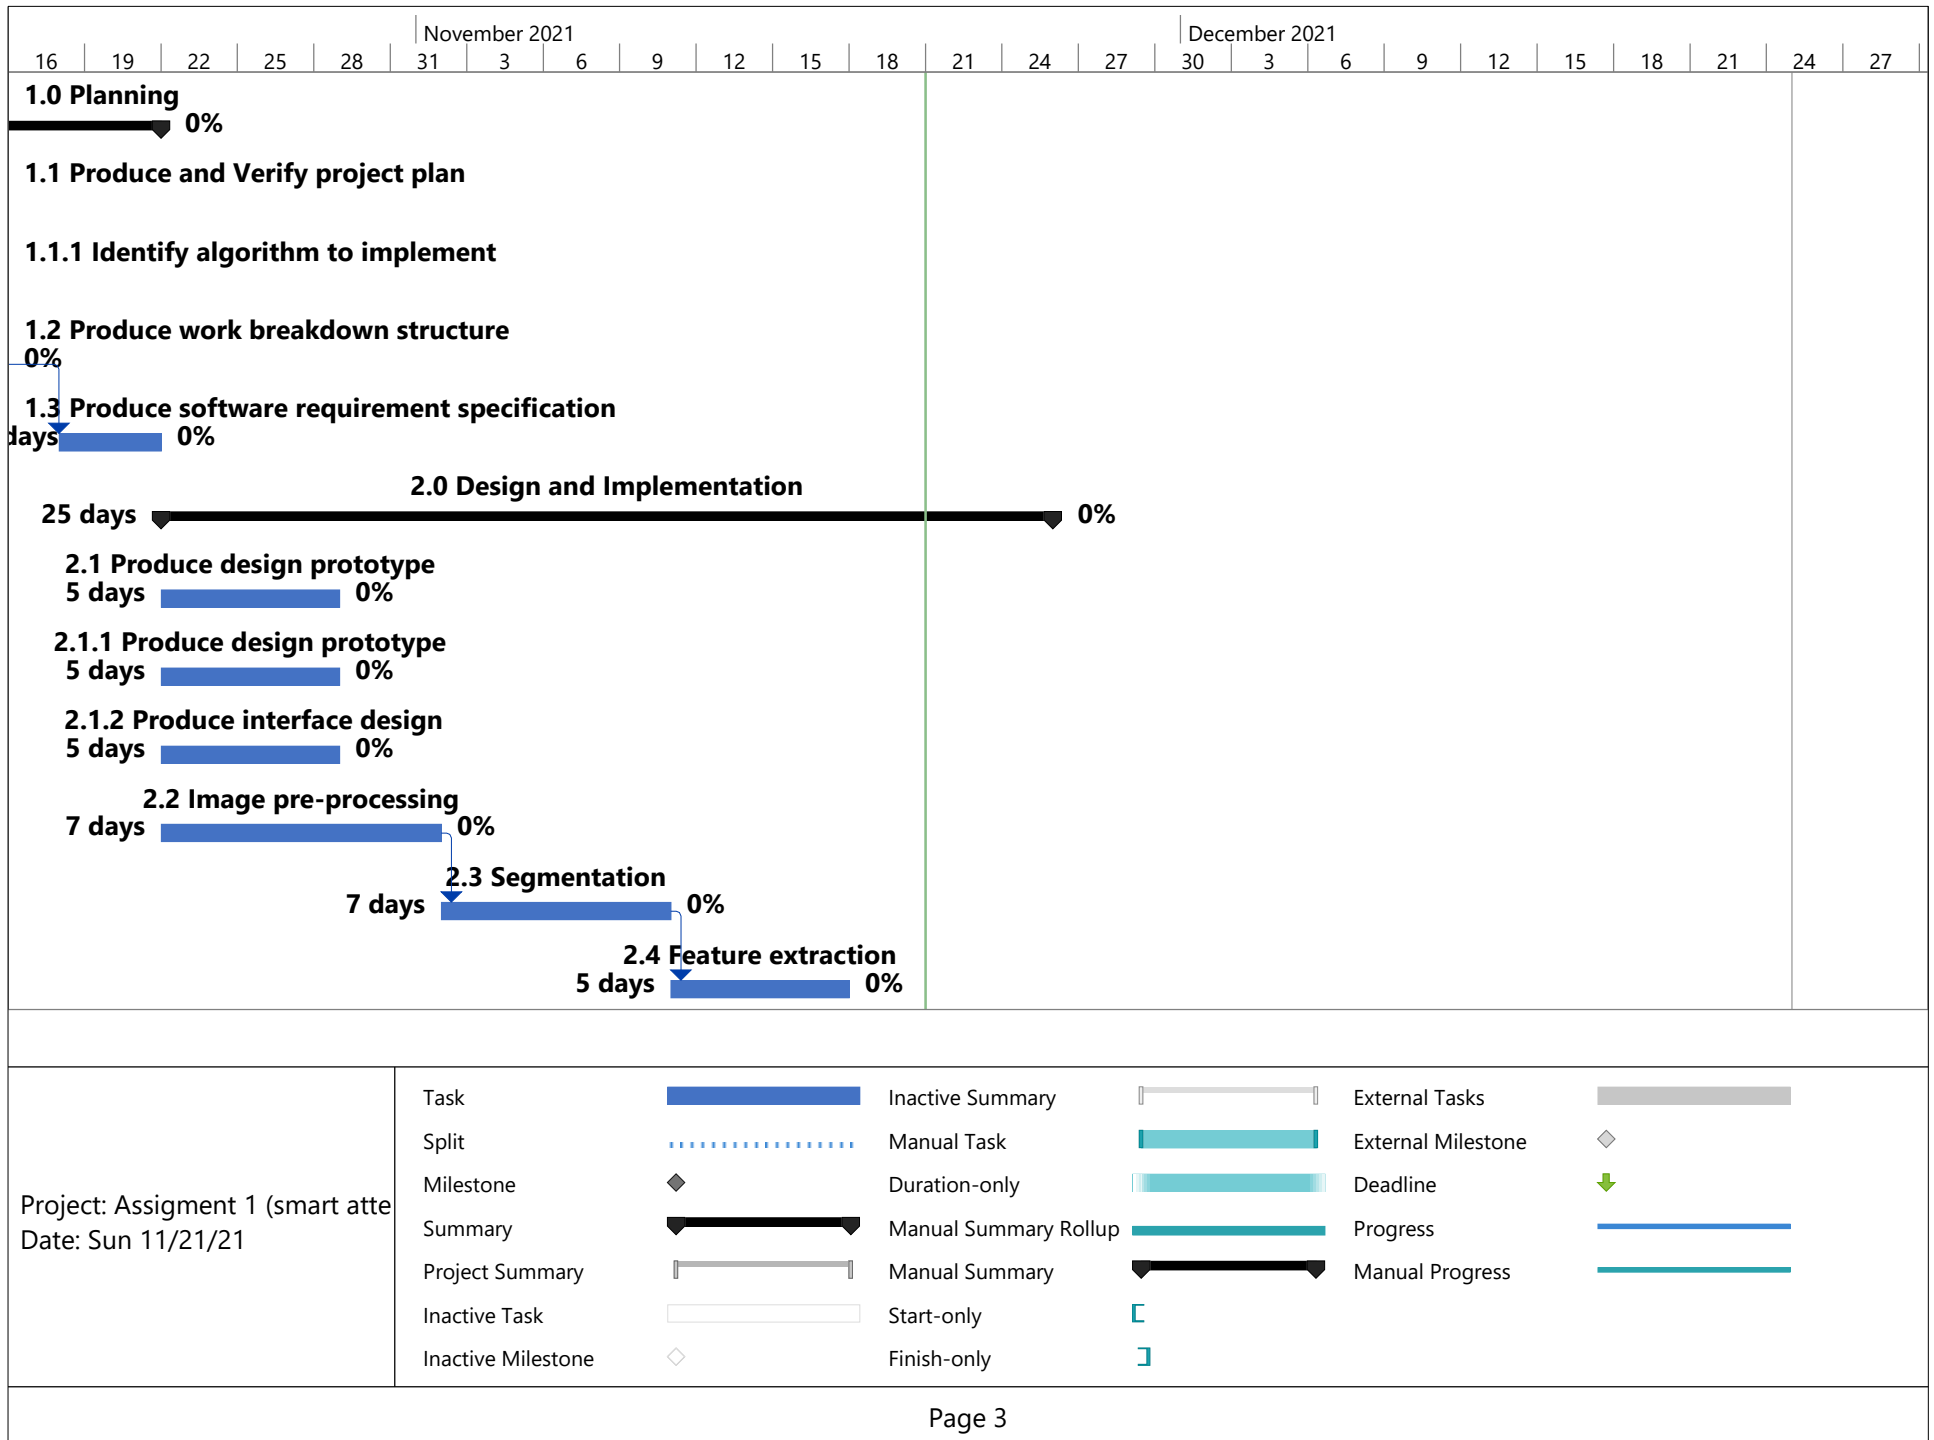 November 2021 December 2021
16 19 22 25 28 31 3 6 9 12 15 18 21 24 27 30 3 6 9 12 15 18 21 24 27
1.0 Planning
0%
1.1 Produce and Verify project plan
1.1.1 Identify algorithm to implement
1.2 Produce work breakdown structure
0%
1.3 Produce software requirement specification
days 0%
2.0 Design and Implementation
25 days 0%
2.1 Produce design prototype
5 days 0%
2.1.1 Produce design prototype
5 days 0%
2.1.2 Produce interface design
5 days 0%
2.2 Image pre-processing
7 days 0%
2.3 Segmentation
7 days 0%
2.4 Feature extraction
5 days 0%
Project: Assigment 1 (smart atte
Date: Sun 11/21/21
Task
Split
Milestone
Summary
Project Summary
Inactive Task
Inactive Milestone
Inactive Summary
Manual Task
Duration-only
Manual Summary Rollup
Manual Summary
Start-only
Finish-only
External Tasks
External Milestone
Deadline
Progress
Manual Progress
Page 3